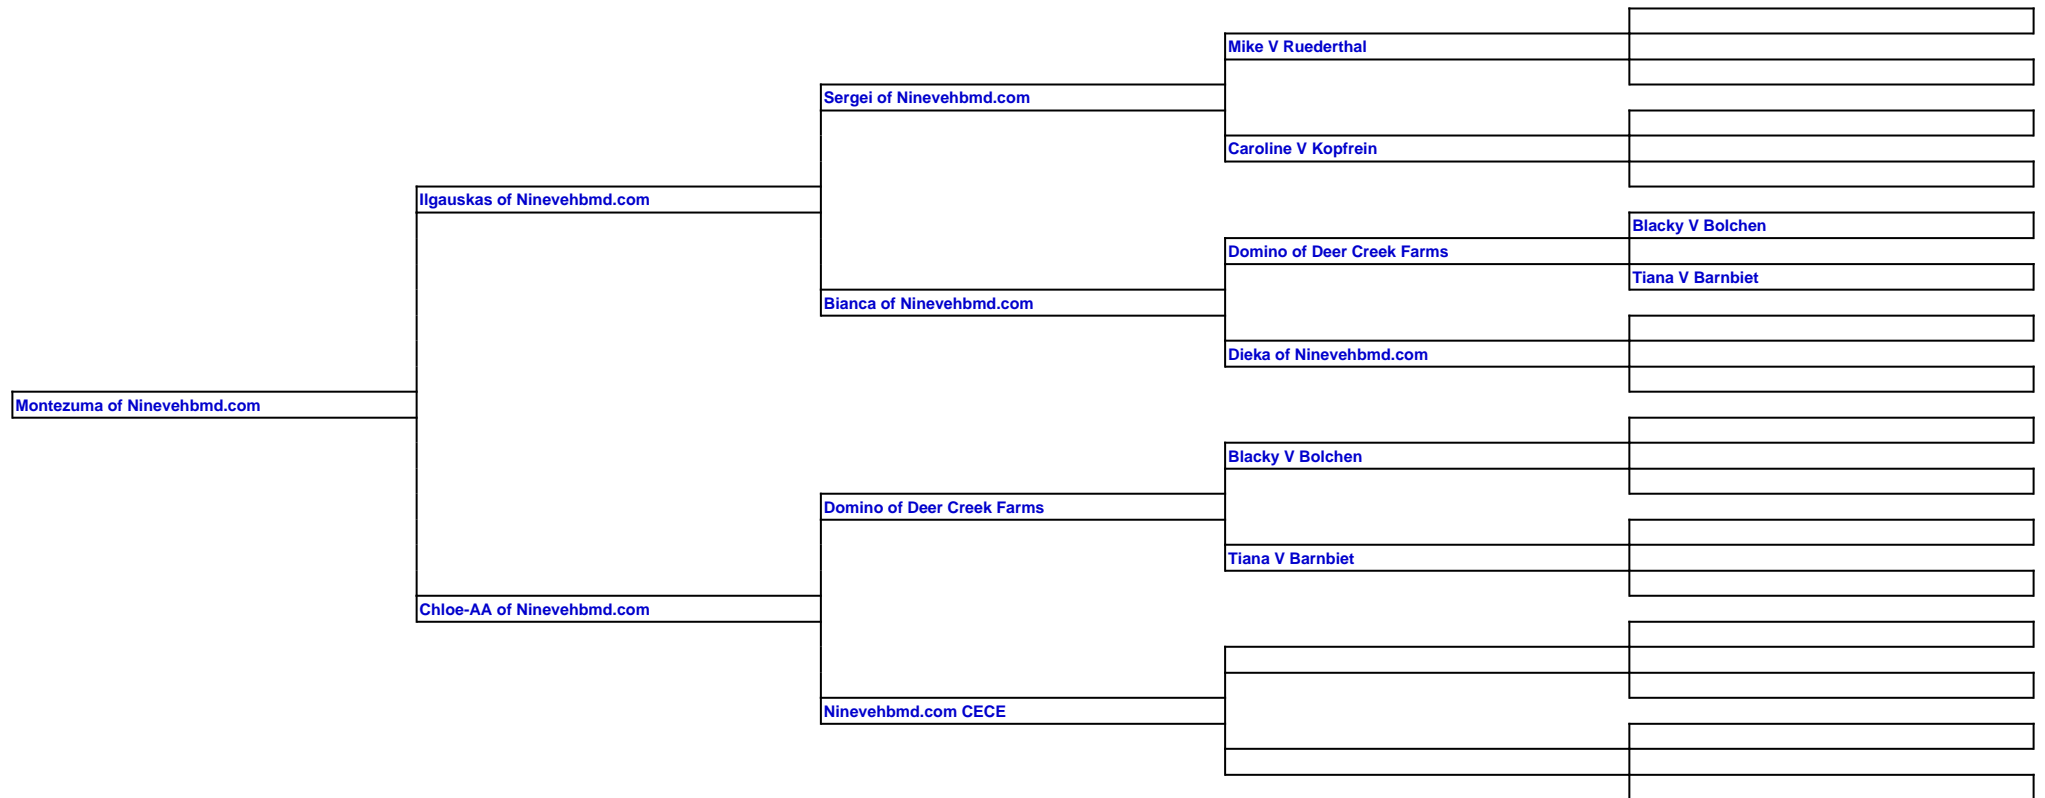 Mike V Ruederthal
Sergei of Ninevehbmd.com
Caroline V Kopfrein
Ilgauskas of Ninevehbmd.com
Blacky V Bolchen
Domino of Deer Creek Farms
Tiana V Barnbiet
Bianca of Ninevehbmd.com
Dieka of Ninevehbmd.com
Montezuma of Ninevehbmd.com
Blacky V Bolchen
Domino of Deer Creek Farms
Tiana V Barnbiet
Chloe-AA of Ninevehbmd.com
Ninevehbmd.com CECE